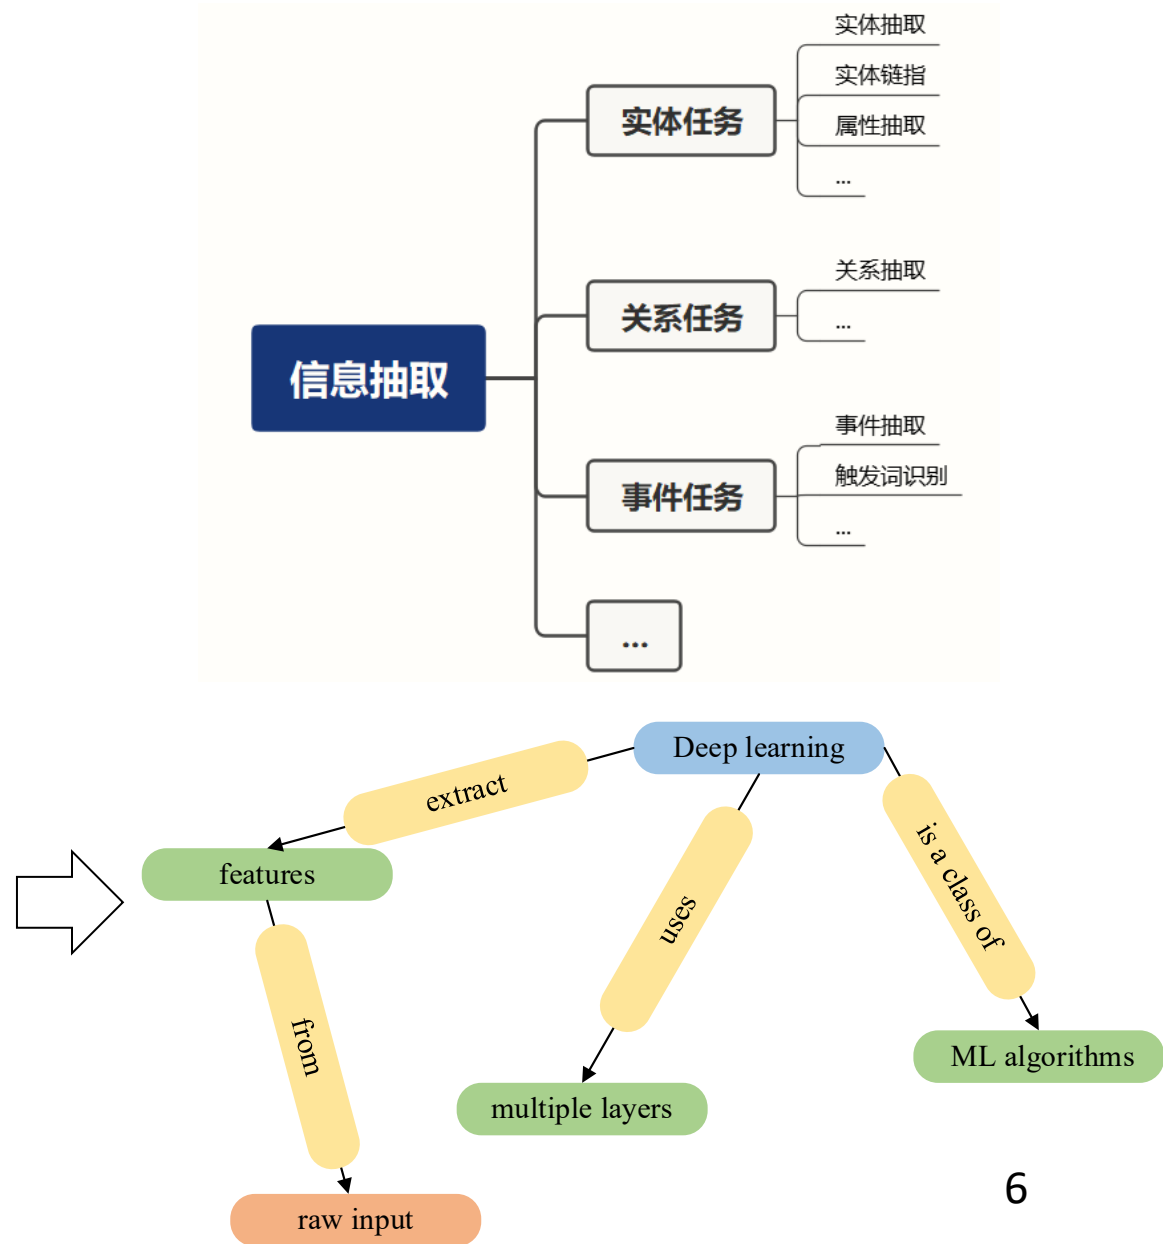 实体抽取
实体链指
实体任务
属性抽取
...
关系抽取
关系任务
...
信息抽取
事件抽取
触发词识别
事件任务
...
...
Deep learning
extract
is a class of
features
uses
from
ML algorithms
multiple layers
6
raw input